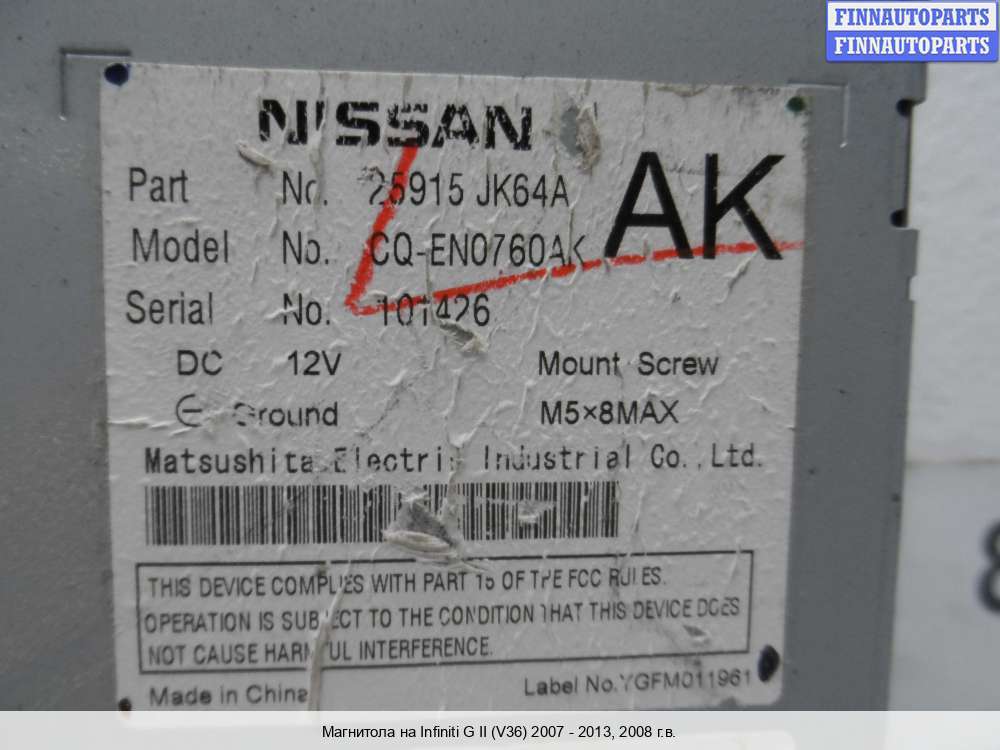 FINNAUTOPARTS
FINNAUTOPARTS
NISSAN
Part No. 25915 JK64A
AK
Model No. CQ-EN0760AK
Serial No. 101426
DC 12V Mount Screw
Ground M5×8MAX
Matsushita Electric Industrial Co.,Ltd.
THIS DEVICE COMPLIES WITH PART 15 OF THE FCC RULES.
OPERATION IS SUBJECT TO THE CONDITION THAT THIS DEVICE DOES
NOT CAUSE HARMFUL INTERFERENCE.
Made in China Label No.YGFM011961
Магнитола на Infiniti G II (V36) 2007 - 2013, 2008 г.в.